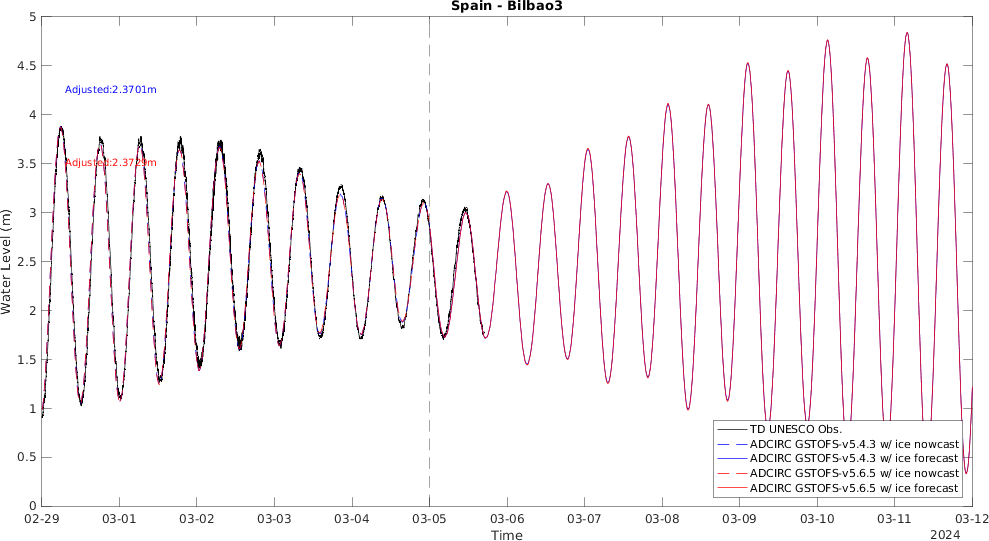 Spain - Bilbao3
5
4.5
4
3.5
3
2.5
2
1.5
1
0.5
0
Water Level (m)
Adjusted:2.3701m
Adjusted:2.3729m
TD UNESCO Obs.
ADCIRC GSTOFS-v5.4.3 w/ ice nowcast
ADCIRC GSTOFS-v5.4.3 w/ ice forecast
ADCIRC GSTOFS-v5.6.5 w/ ice nowcast
ADCIRC GSTOFS-v5.6.5 w/ ice forecast
02-29 03-01 03-02 03-03 03-04 03-05 03-06 03-07 03-08 03-09 03-10 03-11 03-12
Time
2024